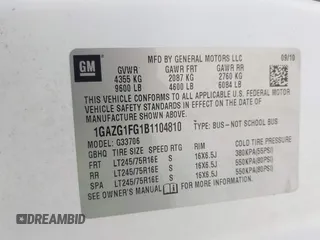 GM
MFD BY GENERAL MOTORS LLC
GVWR GAWR FRT GAWR RR 09/10
4355 KG 2087 KG 2760 KG
9600 LB 4600 LB 6084 LB
THIS VEHICLE CONFORMS TO ALL APPLICABLE U.S. FEDERAL MOTOR
VEHICLE SAFETY STANDARDS IN EFFECT ON THE DATE OF
MANUFACTURE SHOWN ABOVE.
1GAZG1FG1B1104810 TYPE: BUS-NOT SCHOOL BUS
MODEL: G33706
GBHQ TIRE SIZE SPEED RTG RIM COLD TIRE PRESSURE
FRT LT245/75R16E S 16X6.5J 380KPA(55PSI)
RR LT245/75R16E S 16X6.5J 550KPA(80PSI)
SPA LT245/75R16E S 16X6.5J 550KPA(80PSI)
SEE OWNER'S MANUAL FOR ADDITIONAL INFORMATION.
DREAMBID